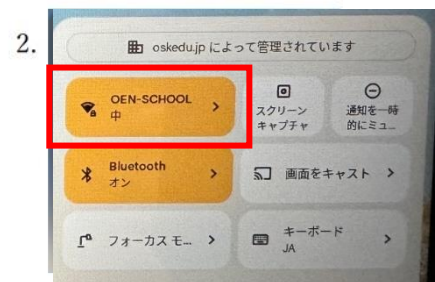 2.
oskedu.jp によって管理されています
OEN-SCHOOL
中
スクリーン
キャプチャ
通知を一時
的にミュ...
Bluetooth
オン
画面をキャスト
フォーカス モ...
キーボード
JA